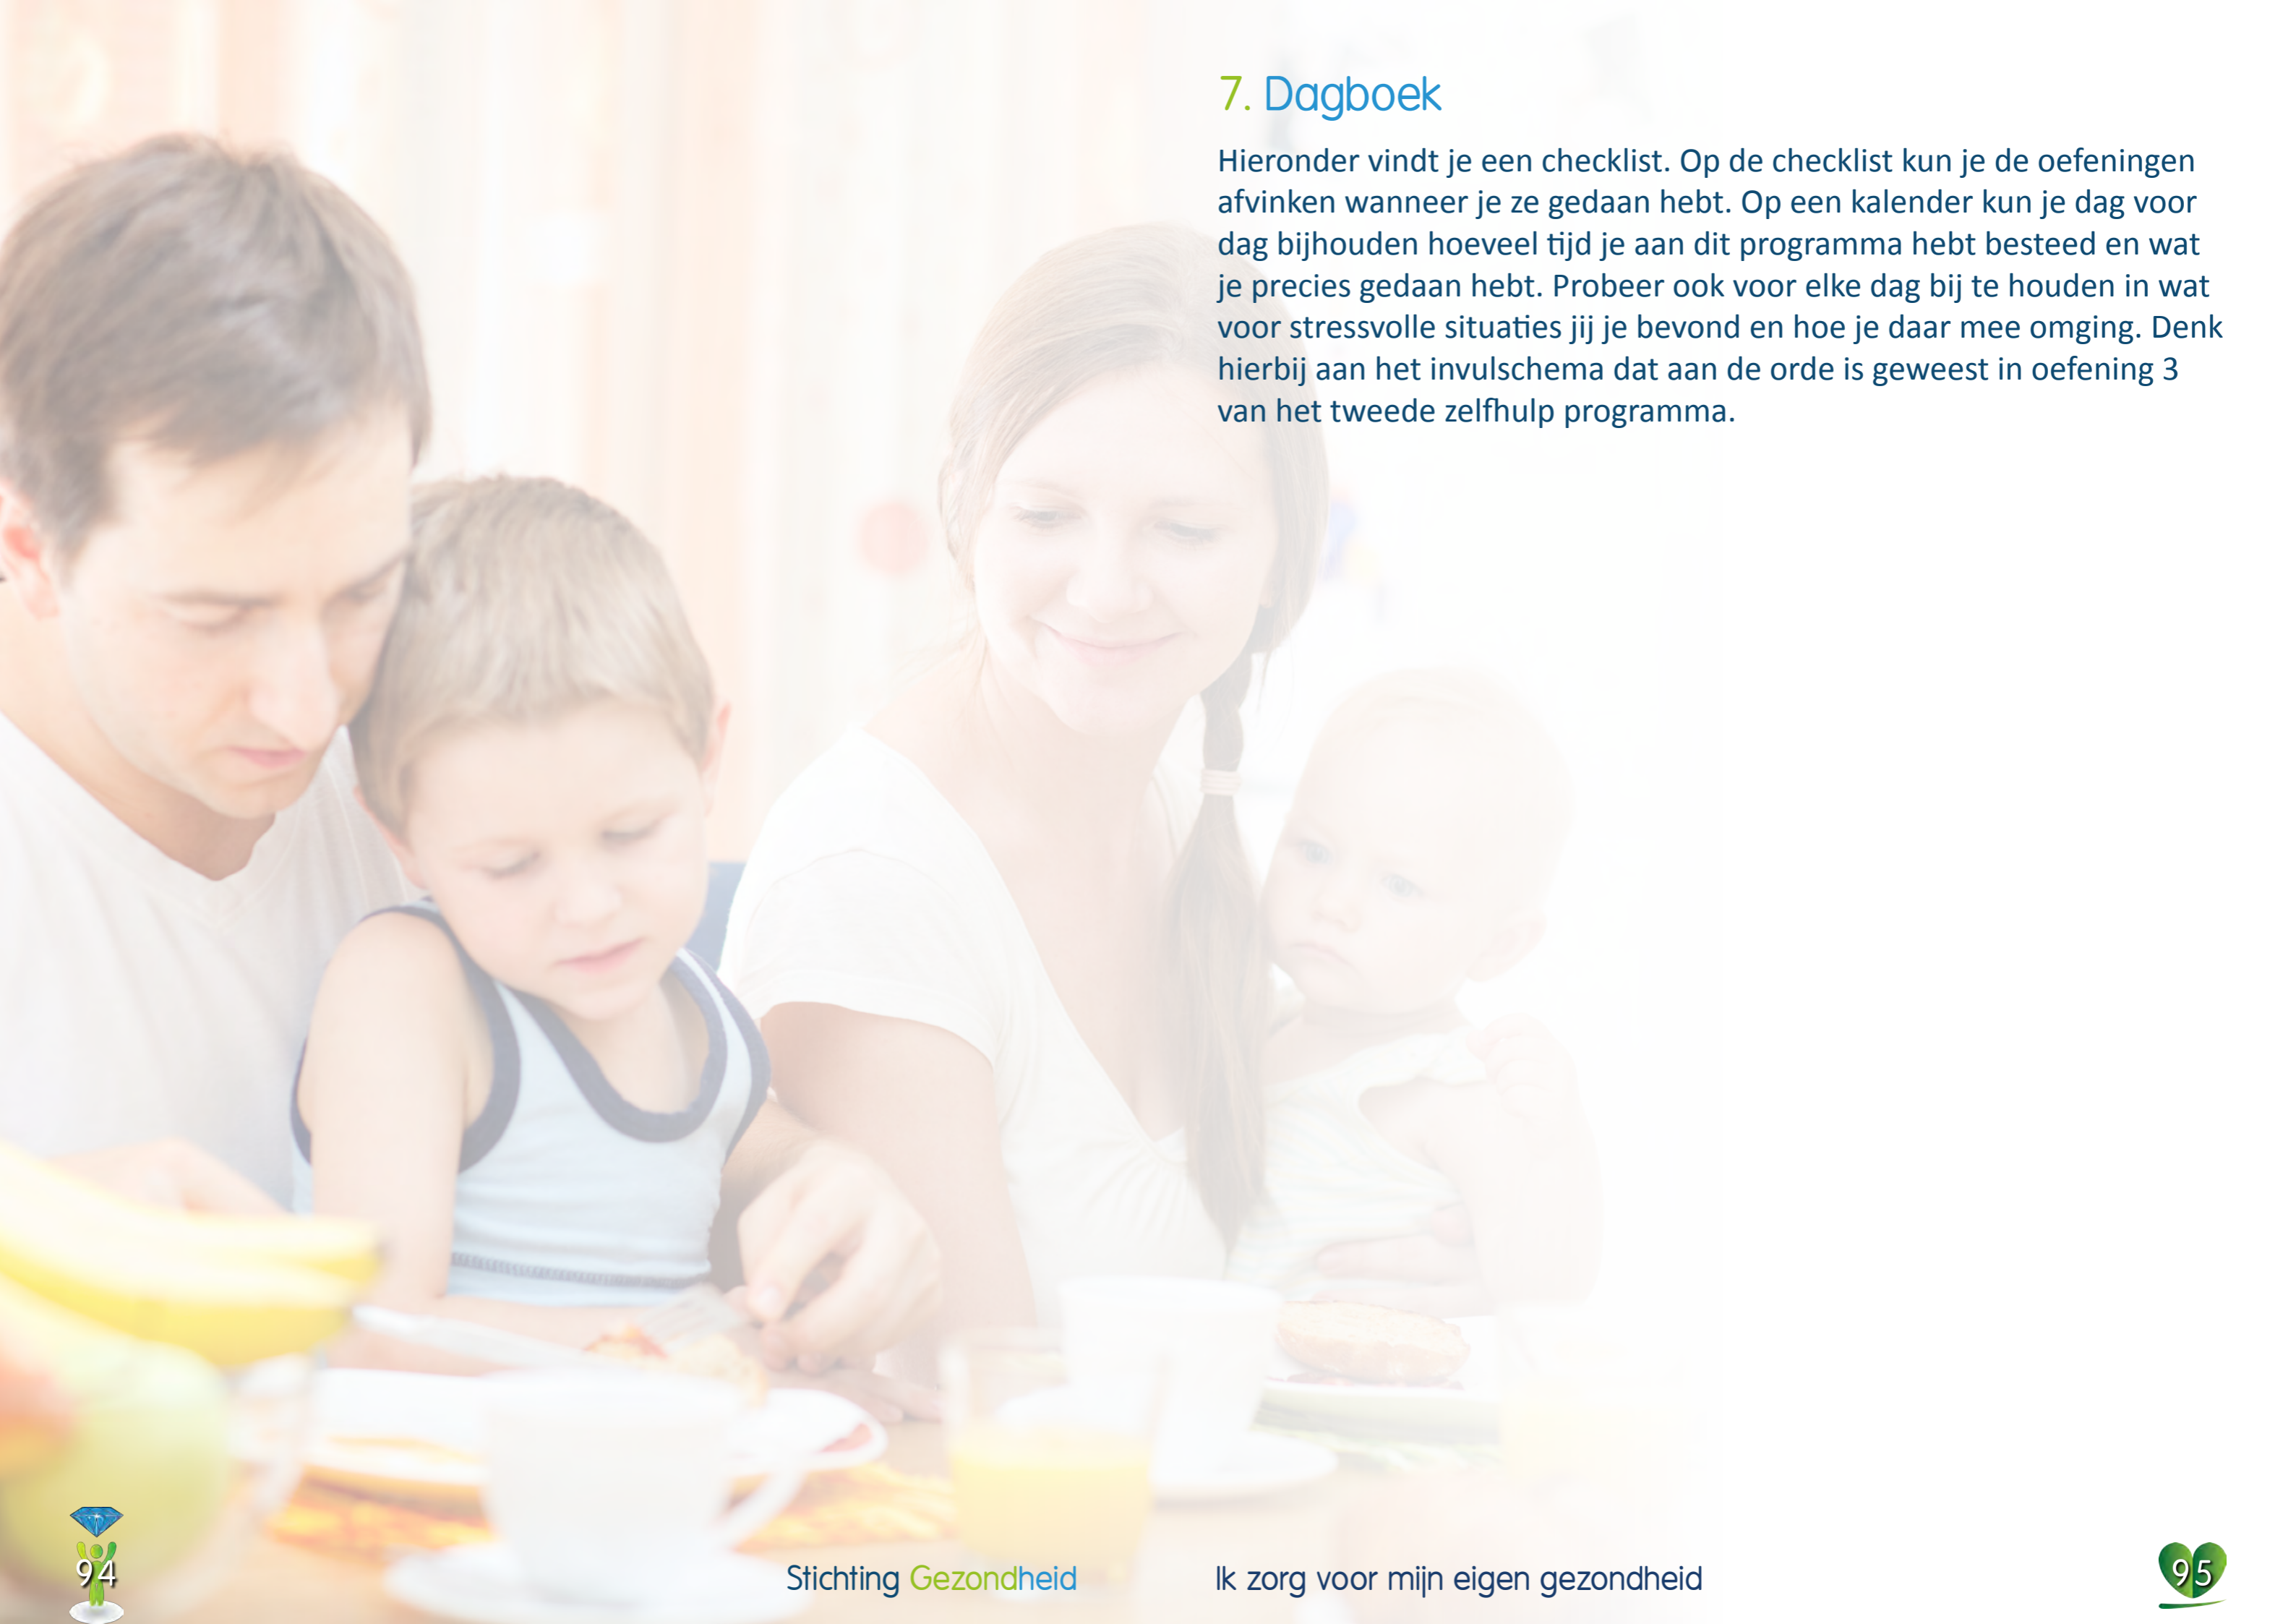 7. Dagboek
Hieronder vindt je een checklist. Op de checklist kun je de oefeningen
afvinken wanneer je ze gedaan hebt. Op een kalender kun je dag voor
dag bijhouden hoeveel tijd je aan dit programma hebt besteed en wat
je precies gedaan hebt. Probeer ook voor elke dag bij te houden in wat
voor stressvolle situaties jij je bevond en hoe je daar mee omging. Denk
hierbij aan het invulschema dat aan de orde is geweest in oefening 3
van het tweede zelfhulp programma.
94
Stichting Gezondheid
Ik zorg voor mijn eigen gezondheid
95